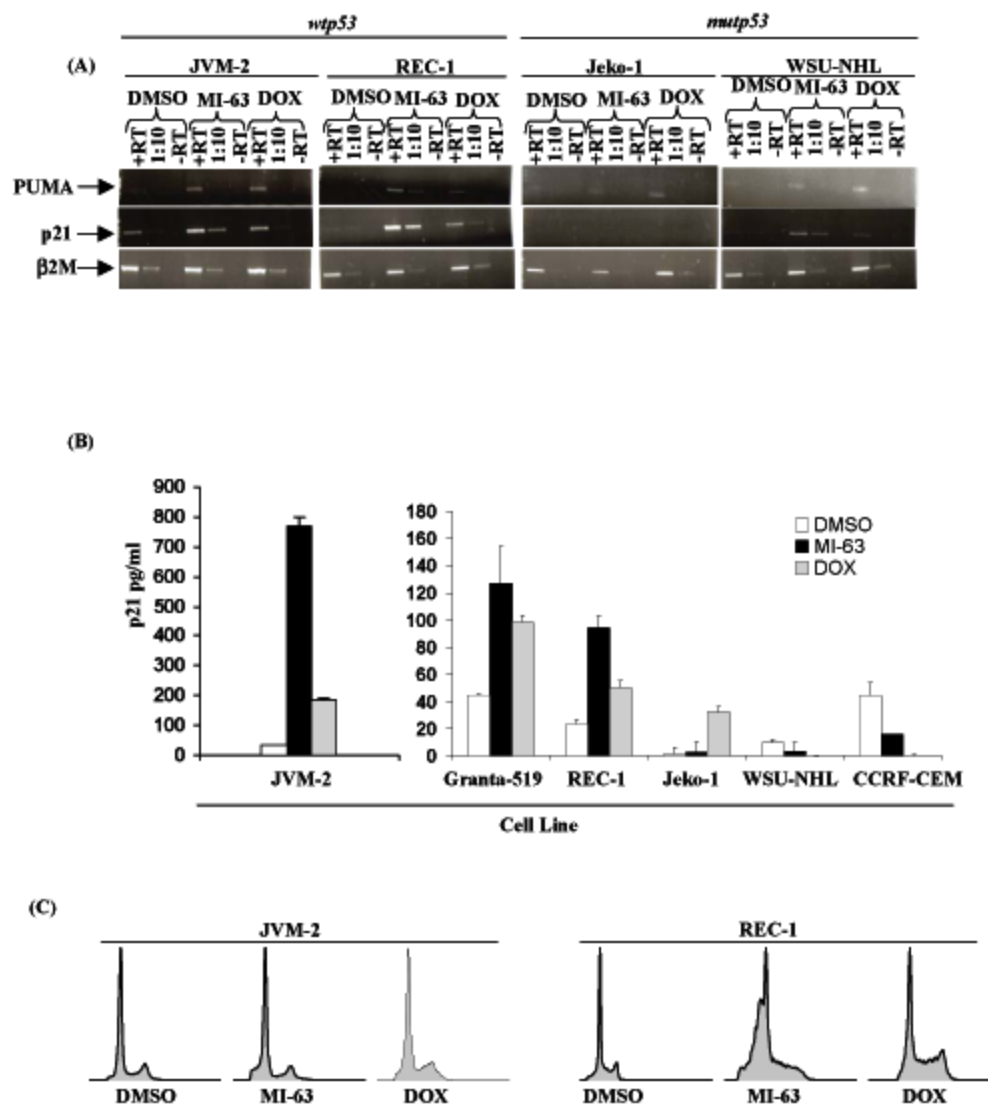 wtp53 mutp53
(A) JVM-2 REC-1 Jeko-1 WSU-NHL
DMSO MI-63 DOX DMSO MI-63 DOX DMSO MI-63 DOX DMSO MI-63 DOX
+RT 1:10 -RT +RT 1:10 -RT +RT 1:10 -RT +RT 1:10 -RT +RT 1:10 -RT +RT 1:10 -RT +RT 1:10 -RT +RT 1:10 -RT +RT 1:10 -RT +RT 1:10 -RT +RT 1:10 -RT +RT 1:10 -RT
PUMA
p21
β2M
(B)
p21 pg/ml
900
800
700
600
500
400
300
200
100
0
JVM-2
180
160
140
120
100
80
60
40
20
0
DMSO
MI-63
DOX
Granta-519 REC-1 Jeko-1 WSU-NHL CCRF-CEM
Cell Line
(C)
JVM-2 REC-1
DMSO MI-63 DOX DMSO MI-63 DOX